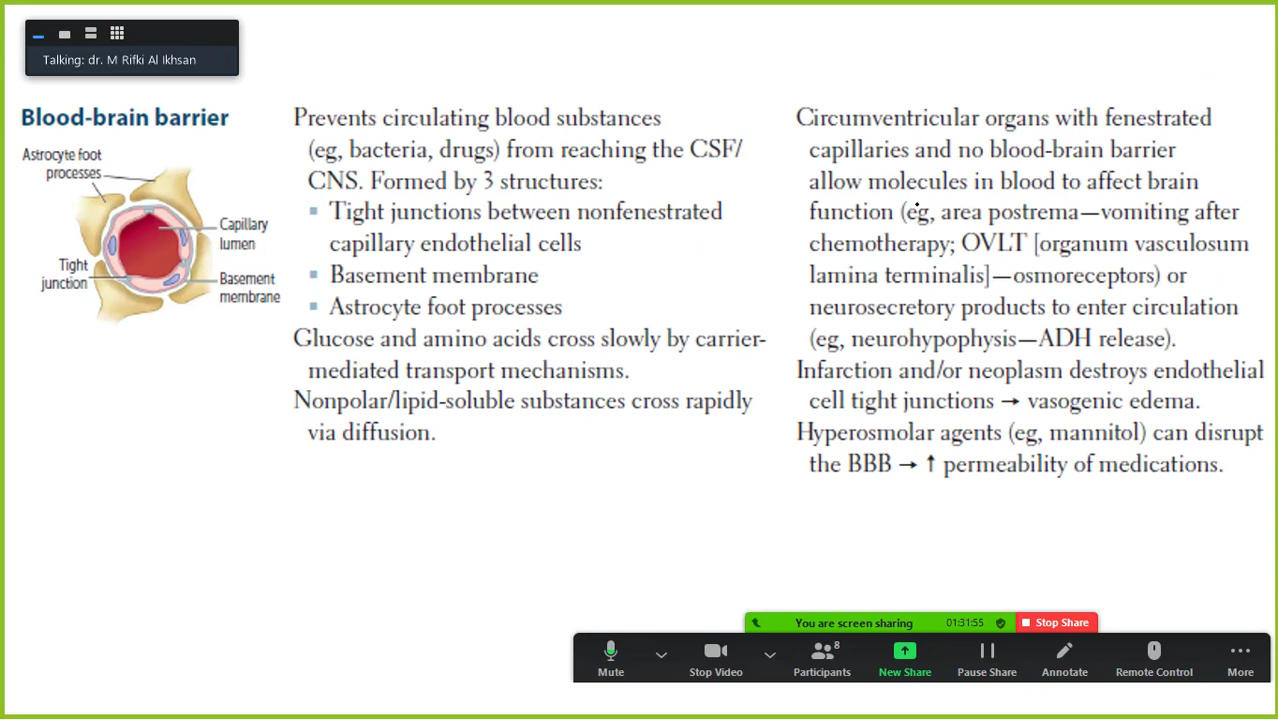 Talking: dr. M Rifki Al Ikhsan
Blood-brain barrier
Astrocyte foot
processes
Capillary
lumen
Tight
junction
Basement
membrane
Prevents circulating blood substances
(eg, bacteria, drugs) from reaching the CSF/
CNS. Formed by 3 structures:
▪ Tight junctions between nonfenestrated
capillary endothelial cells
▪ Basement membrane
▪ Astrocyte foot processes
Glucose and amino acids cross slowly by carrier-
mediated transport mechanisms.
Nonpolar/lipid-soluble substances cross rapidly
via diffusion.
Circumventricular organs with fenestrated
capillaries and no blood-brain barrier
allow molecules in blood to affect brain
function (eg, area postrema—vomiting after
chemotherapy; OVLT [organum vasculosum
lamina terminalis]—osmoreceptors) or
neurosecretory products to enter circulation
(eg, neurohypophysis—ADH release).
Infarction and/or neoplasm destroys endothelial
cell tight junctions → vasogenic edema.
Hyperosmolar agents (eg, mannitol) can disrupt
the BBB → ↑ permeability of medications.
You are screen sharing 01:31:55 Stop Share
8
Mute Stop Video Participants New Share Pause Share Annotate Remote Control More